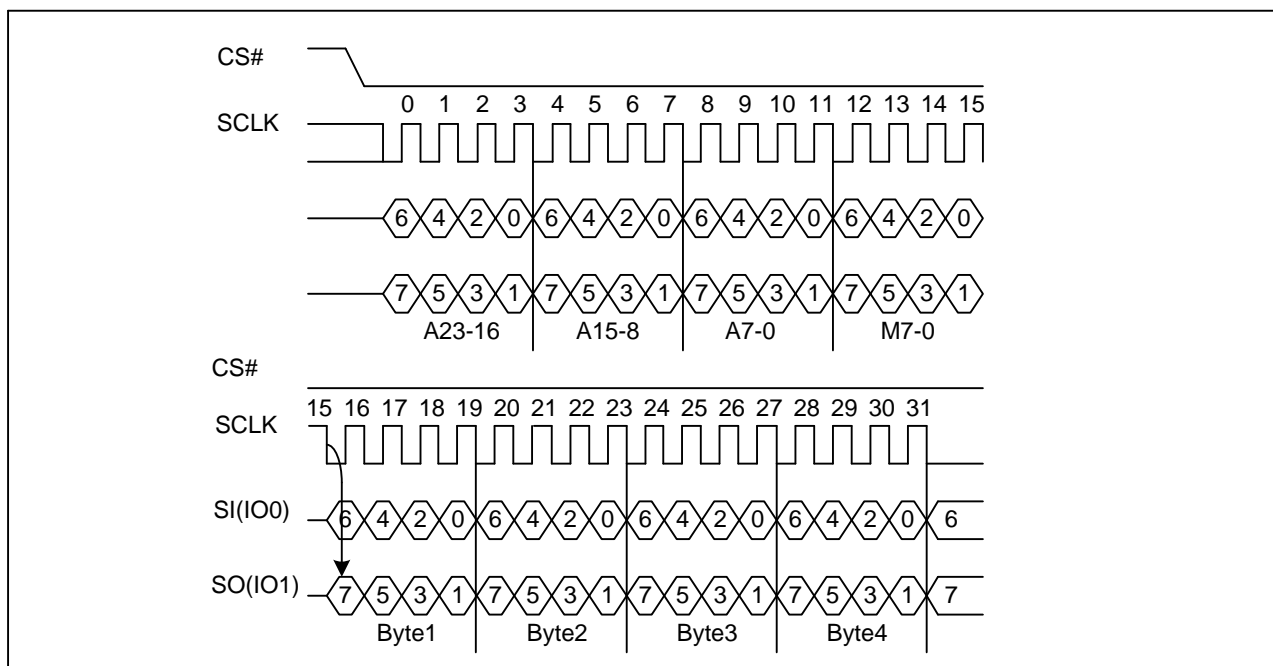 CS#
0 1 2 3 4 5 6 7 8 9 10 11 12 13 14 15
SCLK
6 4 2 0 6 4 2 0 6 4 2 0 6 4 2 0
7 5 3 1 7 5 3 1 7 5 3 1 7 5 3 1
A23-16 A15-8 A7-0 M7-0
CS#
15 16 17 18 19 20 21 22 23 24 25 26 27 28 29 30 31
SCLK
SI(IO0) 6 4 2 0 6 4 2 0 6 4 2 0 6 4 2 0 6
SO(IO1) 7 5 3 1 7 5 3 1 7 5 3 1 7 5 3 1 7
Byte1 Byte2 Byte3 Byte4